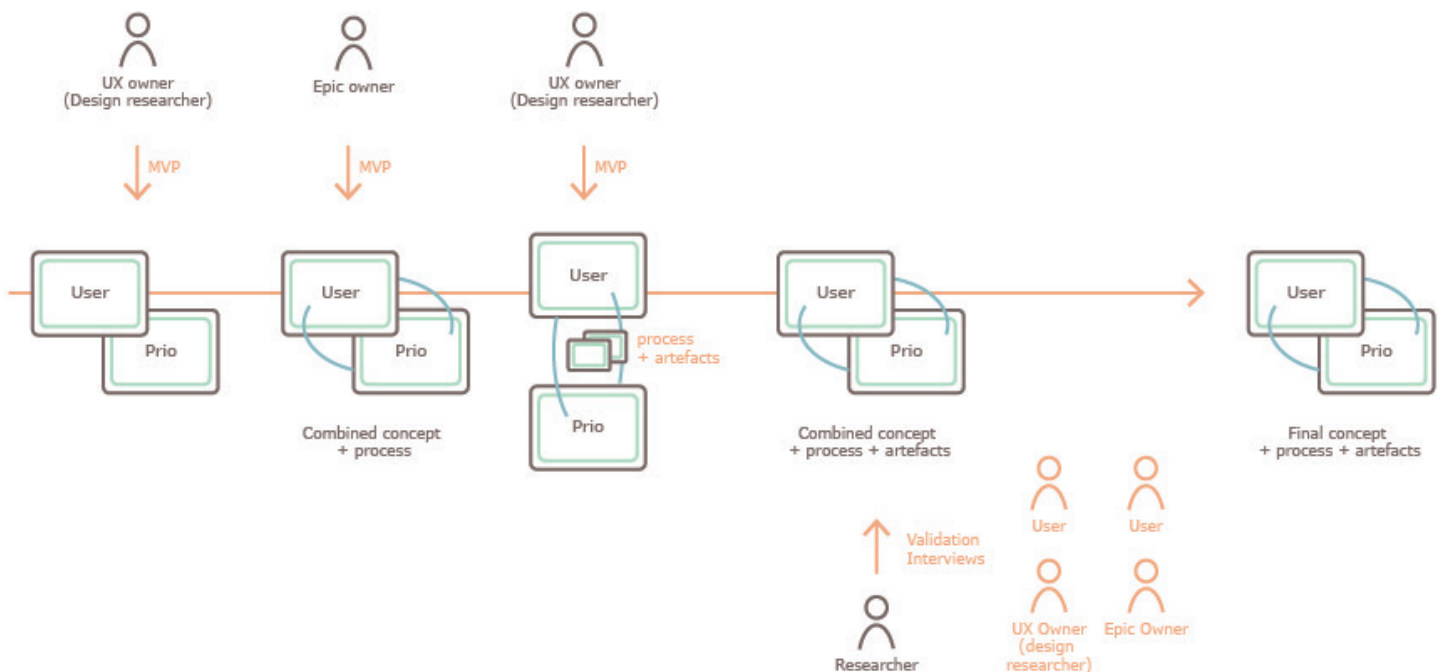 UX owner
(Design researcher)
Epic owner
UX owner
(Design researcher)
MVP
MVP
MVP
User
Prio
User
Prio
Combined concept
+ process
User
process
+ artefacts
Prio
User
Prio
Combined concept
+ process + artefacts
User
Prio
Final concept
+ process + artefacts
Validation
Interviews
Researcher
User
User
UX Owner
(design
researcher)
Epic Owner